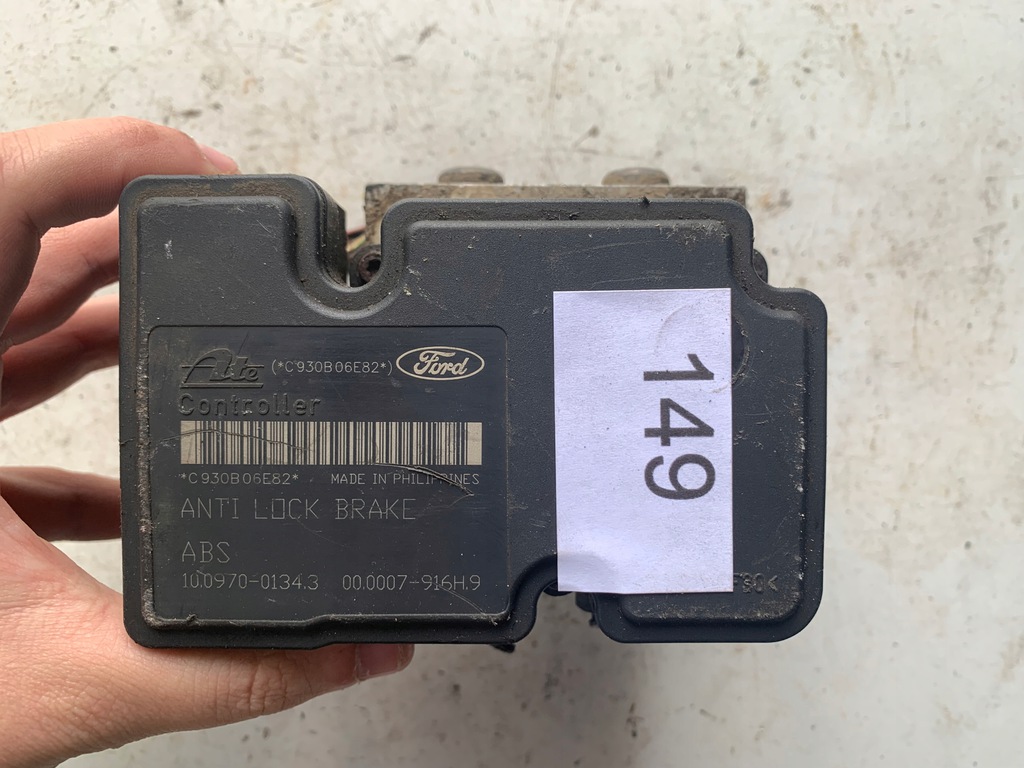 Ate (*C930B06E82*) Ford
Controller
*C930B06E82* MADE IN PHILIPPINES
ANTI LOCK BRAKE
ABS
10.0970-0134.3 00.0007-916H.9
149